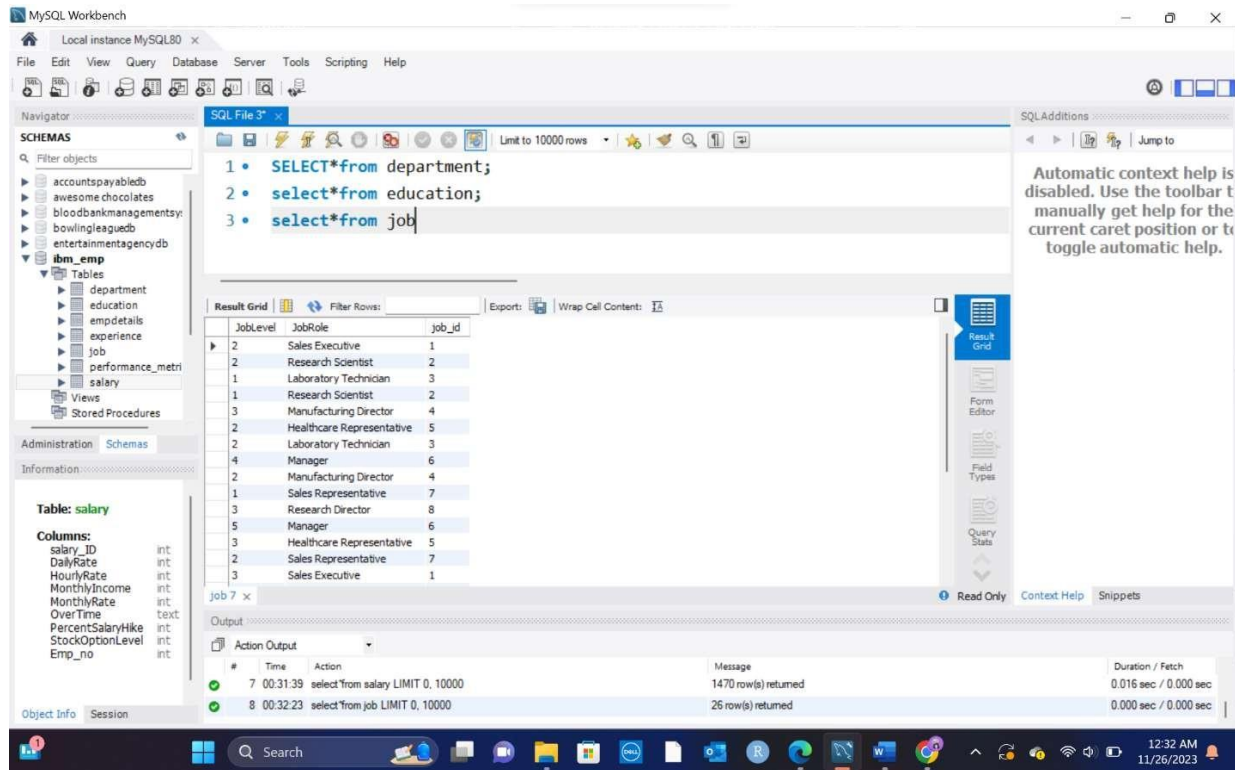 MySQL Workbench
Local instance MySQL80
File Edit View Query Database Server Tools Scripting Help
Navigator
SCHEMAS
Filter objects
accountspayabledb
awesome chocolates
bloodbankmanagementsy
bowlingleaguedb
entertainmentagencydb
ibm_emp
Tables
department
education
empdetails
experience
job
performance_metri
salary
Views
Stored Procedures
Administration Schemas
Information
Table: salary
Columns:
salary_ID int
DailyRate int
HourlyRate int
MonthlyIncome int
MonthlyRate int
OverTime text
PercentSalaryHike int
StockOptionLevel int
Emp_no int
Object Info Session
SQL File 3*
Limit to 10000 rows
1 SELECT*from department;
2 select*from education;
3 select*from job
Result Grid Filter Rows: Export: Wrap Cell Content:
JobLevel JobRole job_id
2 Sales Executive 1
2 Research Scientist 2
1 Laboratory Technician 3
1 Research Scientist 2
3 Manufacturing Director 4
2 Healthcare Representative 5
2 Laboratory Technician 3
4 Manager 6
2 Manufacturing Director 4
1 Sales Representative 7
3 Research Director 8
5 Manager 6
3 Healthcare Representative 5
2 Sales Representative 7
3 Sales Executive 1
Result
Grid
Form
Editor
Field
Types
Query
Stats
job 7
Read Only
SQLAdditions
Jump to
Automatic context help is
disabled. Use the toolbar t
manually get help for the
current caret position or to
toggle automatic help.
Context Help Snippets
Output
Action Output
# Time Action Message Duration / Fetch
7 00:31:39 select*from salary LIMIT 0, 10000 1470 row(s) returned 0.016 sec / 0.000 sec
8 00:32:23 select*from job LIMIT 0, 10000 26 row(s) returned 0.000 sec / 0.000 sec
Search
DELL
R
W
12:32 AM
11/26/2023